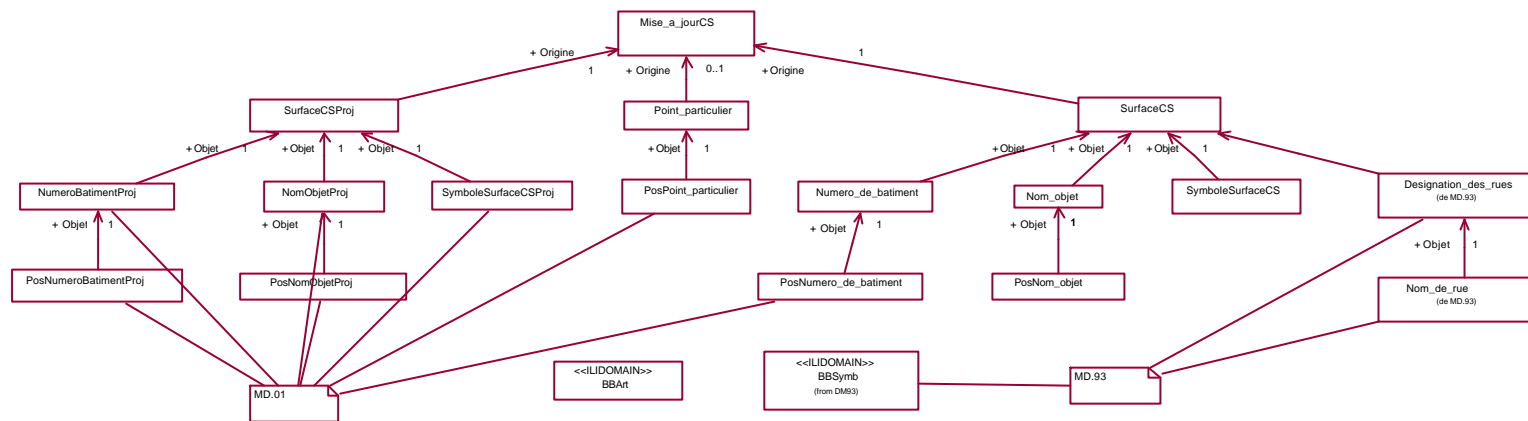 Mise_a_jourCS
+ Origine
1
+ Origine
0..1
1
+ Origine
SurfaceCSProj
Point_particulier
SurfaceCS
+ Objet
1
+ Objet
1
+ Objet
1
+ Objet
1
+ Objet
1
+ Objet
1
+ Objet
1
NumeroBatimentProj
NomObjetProj
SymboleSurfaceCSProj
PosPoint_particulier
Numero_de_batiment
Nom_objet
SymboleSurfaceCS
Designation_des_rues
(de MD.93)
+ Objet
1
+ Objet
1
+ Objet
1
+ Objet
1
+ Objet
1
PosNumeroBatimentProj
PosNomObjetProj
PosNumero_de_batiment
PosNom_objet
Nom_de_rue
(de MD.93)
<<ILIDOMAIN>>
BBArt
<<ILIDOMAIN>>
BBSymb
(from DM93)
MD.01
MD.93